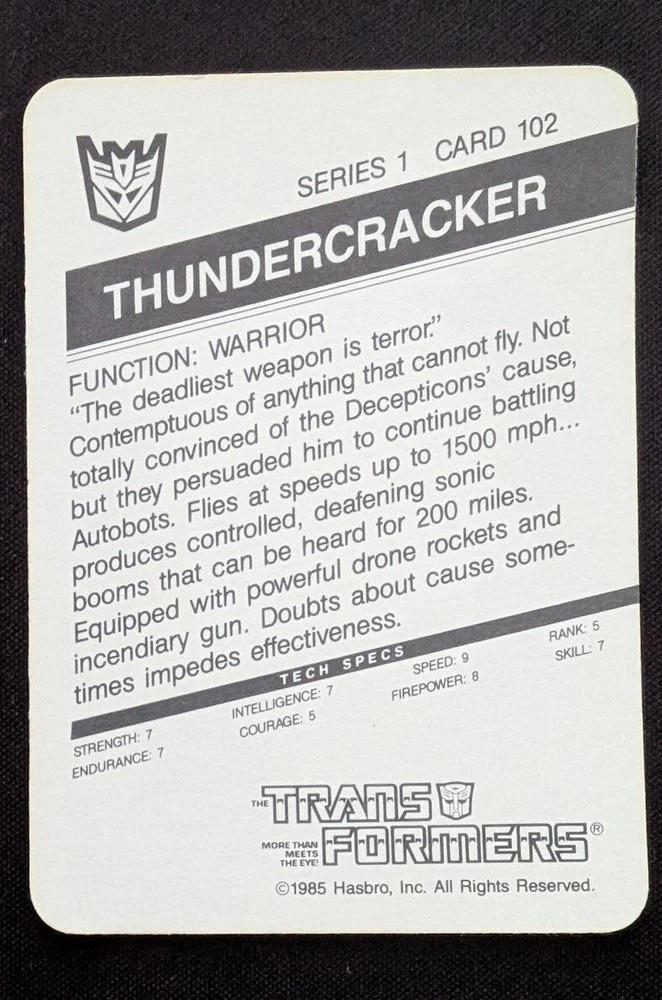 SERIES 1 CARD 102
THUNDERCRACKER
FUNCTION: WARRIOR
“The deadliest weapon is terror.”
Contemptuous of anything that cannot fly. Not
totally convinced of the Decepticons’ cause,
but they persuaded him to continue battling
Autobots. Flies at speeds up to 1500 mph...
produces controlled, deafening sonic
booms that can be heard for 200 miles.
Equipped with powerful drone rockets and
incendiary gun. Doubts about cause some-
times impedes effectiveness.
TECH SPECS
STRENGTH: 7 INTELLIGENCE: 7 SPEED: 9 RANK: 5
ENDURANCE: 7 COURAGE: 5 FIREPOWER: 8 SKILL: 7
THE TRANS
MORE THAN
MEETS
THE EYE!
FORMERS®
©1985 Hasbro, Inc. All Rights Reserved.